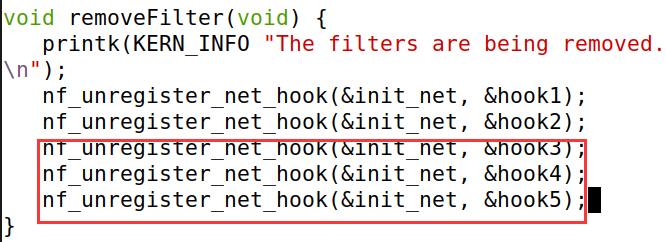 void removeFilter(void) {
   printk(KERN_INFO "The filters are being removed.
\n");
   nf_unregister_net_hook(&init_net, &hook1);
   nf_unregister_net_hook(&init_net, &hook2);
   nf_unregister_net_hook(&init_net, &hook3);
   nf_unregister_net_hook(&init_net, &hook4);
   nf_unregister_net_hook(&init_net, &hook5);
}